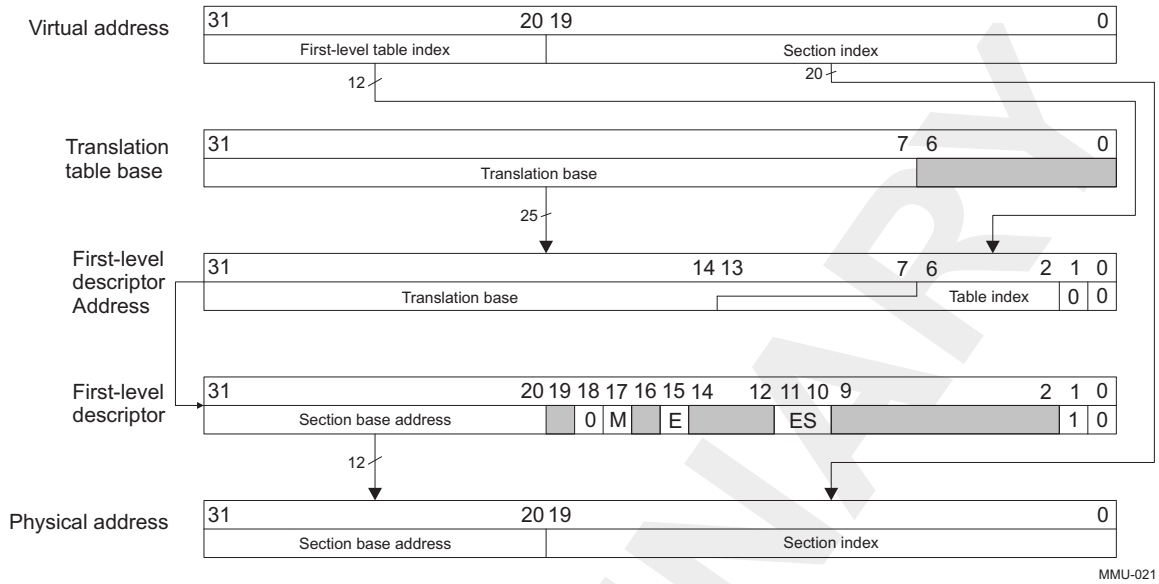 Virtual address
31 20 19 0
First-level table index Section index
12 20
Translation
table base
31 7 6 0
Translation base
25
First-level
descriptor
Address
31 14 13 7 6 2 1 0
Translation base Table index 0 0
First-level
descriptor
31 20 19 18 17 16 15 14 12 11 10 9 2 1 0
Section base address 0 M E ES 1 0
12
Physical address
31 20 19 0
Section base address Section index
MMU-021